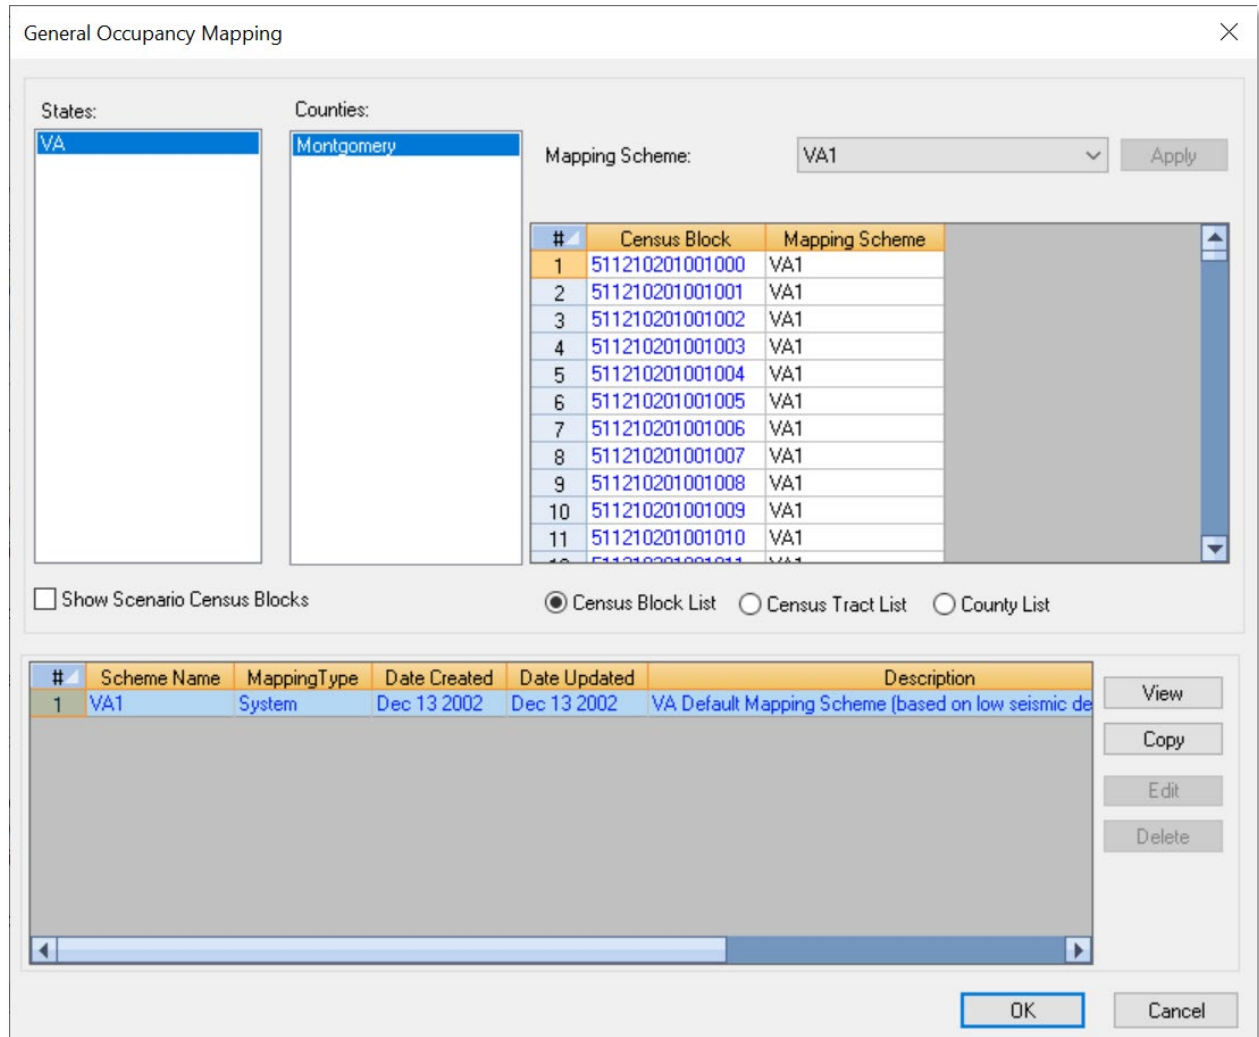 General Occupancy Mapping
States:
Counties:
VA
Montgomery
Mapping Scheme:
VA1
Apply
# Census Block Mapping Scheme
1 511210201001000 VA1
2 511210201001001 VA1
3 511210201001002 VA1
4 511210201001003 VA1
5 511210201001004 VA1
6 511210201001005 VA1
7 511210201001006 VA1
8 511210201001007 VA1
9 511210201001008 VA1
10 511210201001009 VA1
11 511210201001010 VA1
Show Scenario Census Blocks
Census Block List Census Tract List County List
# Scheme Name MappingType Date Created Date Updated Description
1 VA1 System Dec 13 2002 Dec 13 2002 VA Default Mapping Scheme (based on low seismic de
View
Copy
Edit
Delete
OK Cancel